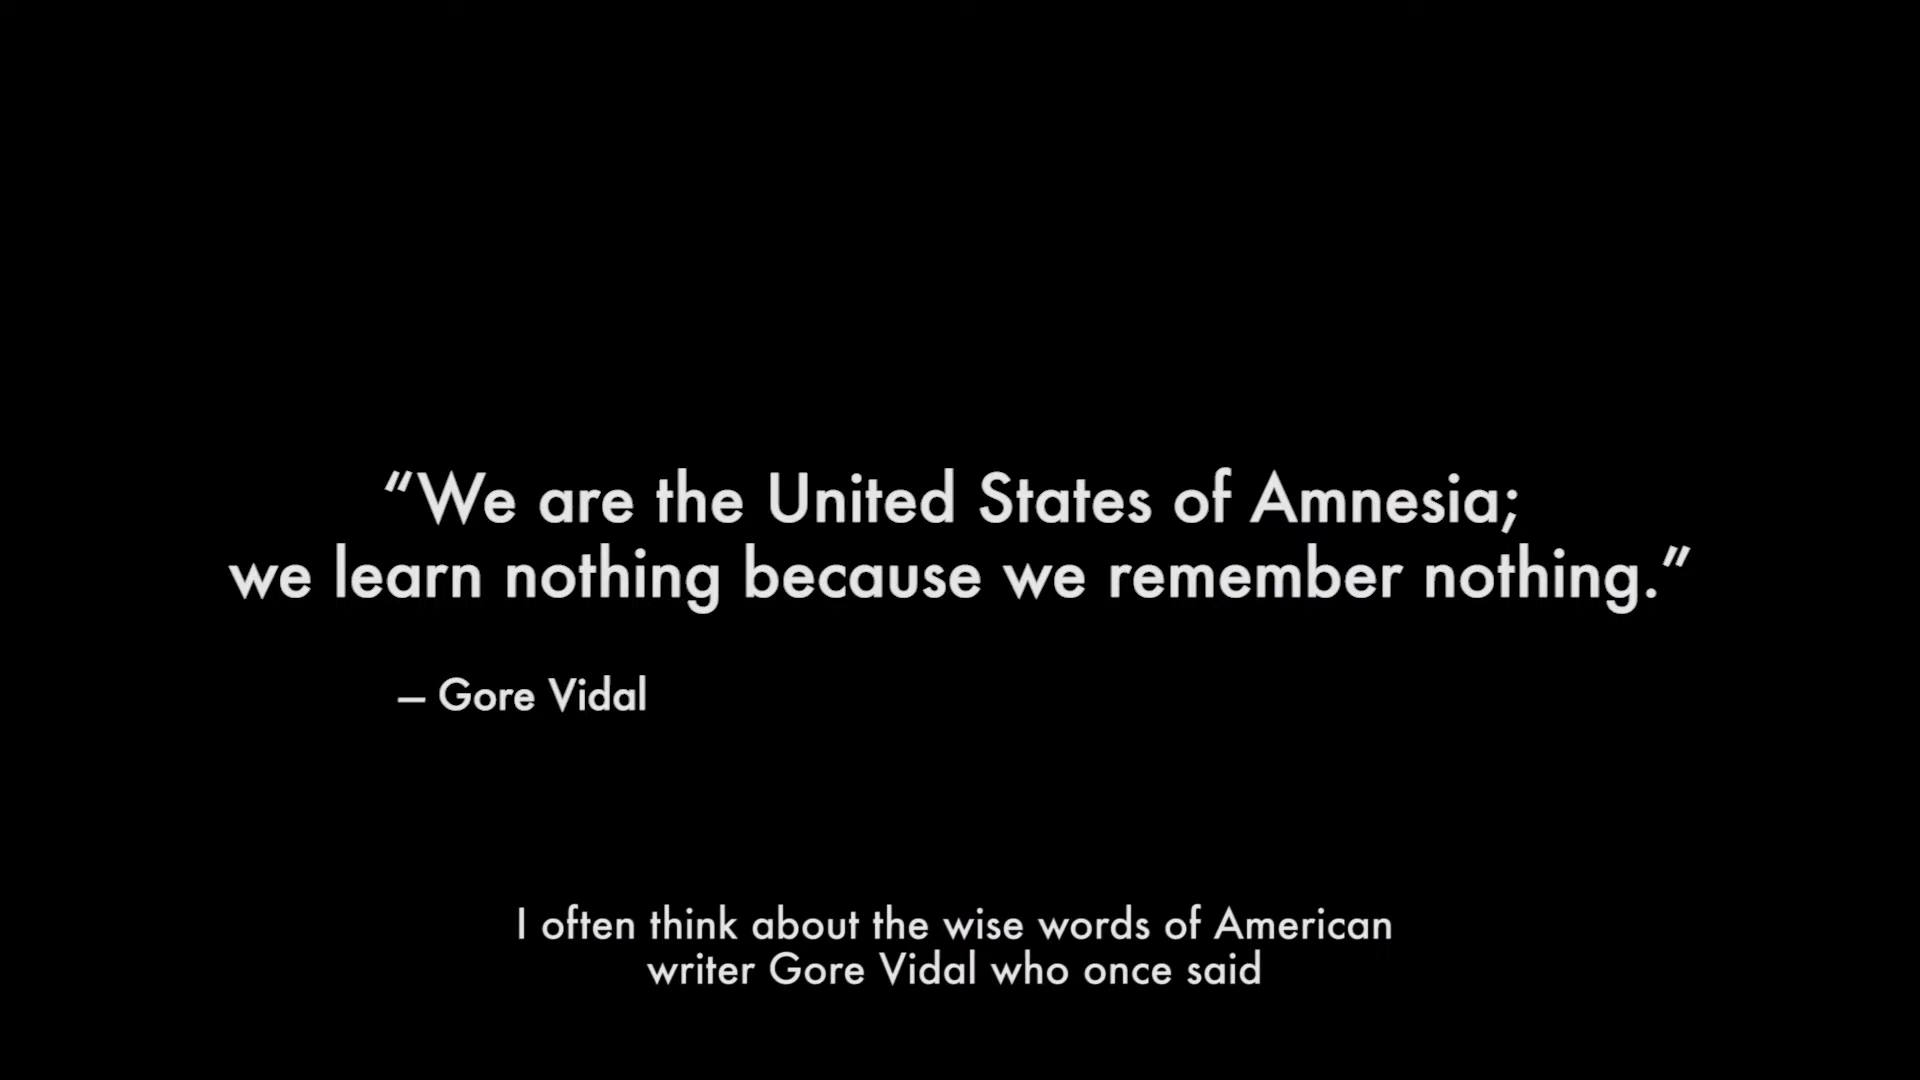 “We are the United States of Amnesia;
we learn nothing because we remember nothing.”
– Gore Vidal
I often think about the wise words of American
writer Gore Vidal who once said